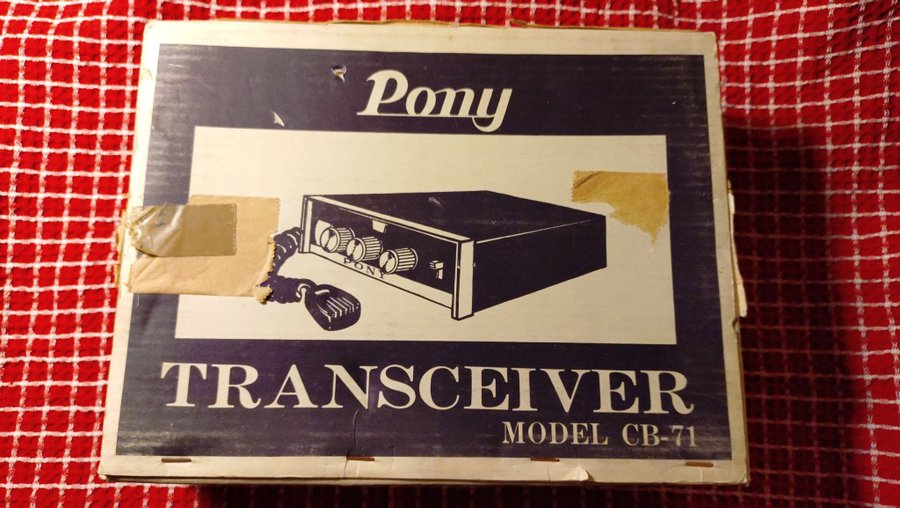 Pony
PONY
TRANSCEIVER
MODEL CB-71